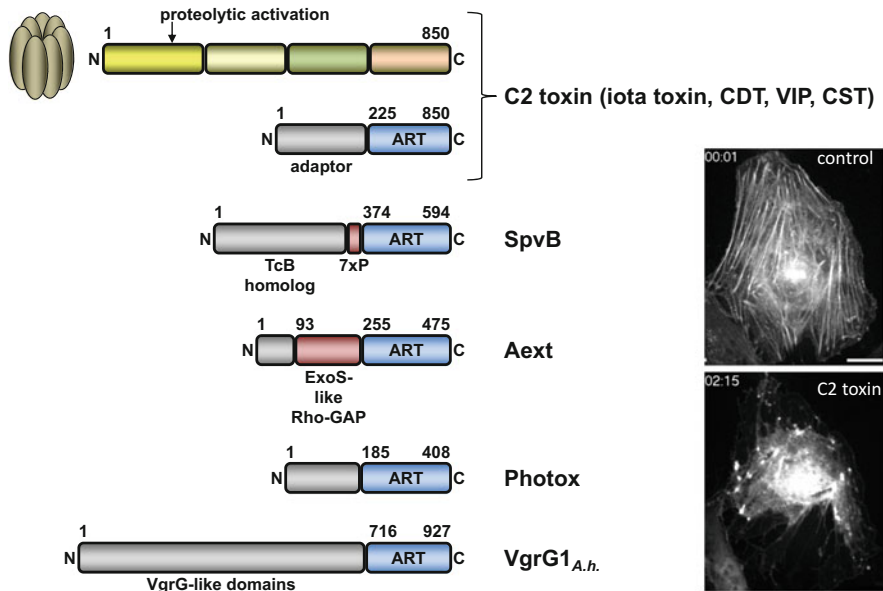 proteolytic activation
1 850
N C
C2 toxin (iota toxin, CDT, VIP, CST)
1 225 850
N ART C
adaptor
1 374 594
N ART C SpvB
TcB 7xP
homolog
1 93 255 475
N ART C Aext
ExoS-
like
Rho-GAP
1 185 408
N ART C Photox
1 716 927
N ART C VgrG1A.h.
VgrG-like domains
00:01 control
02:15 C2 toxin